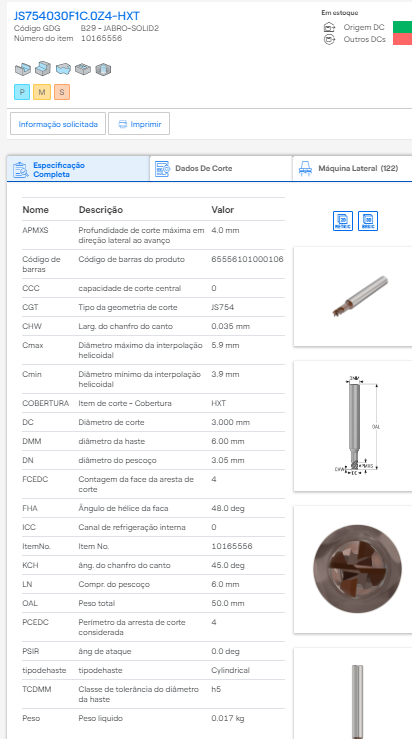 JS754030F1C.0Z4-HXT
Código GDG B29 - JABRO-SOLID2
Número do item 10165556
Em estoque
Origem DC
Outros DCs
P M S
Informação solicitada Imprimir
Especificação Completa
Dados De Corte
Máquina Lateral (122)
Nome Descrição Valor
APMXS Profundidade de corte máxima em 4.0 mm
direção lateral ao avanço
Código de Código de barras do produto 65556101000106
barras
CCC capacidade de corte central 0
CGT Tipo da geometria de corte JS754
CHW Larg. do chanfro do canto 0.035 mm
Cmax Diâmetro máximo da interpolação 5.9 mm
helicoidal
Cmin Diâmetro mínimo da interpolação 3.9 mm
helicoidal
COBERTURA Item de corte - Cobertura HXT
DC Diâmetro de corte 3.000 mm
DMM diâmetro da haste 6.00 mm
DN diâmetro do pescoço 3.05 mm
FCEDC Contagem da face da aresta de 4
corte
FHA Ângulo de hélice da faca 48.0 deg
ICC Canal de refrigeração interna 0
ItemNo. Item No. 10165556
KCH âng. do chanfro do canto 45.0 deg
LN Compr. do pescoço 6.0 mm
OAL Peso total 50.0 mm
PCEDC Perímetro da arresta de corte 4
considerada
PSIR âng de ataque 0.0 deg
tipodehaste tipodehaste Cylindrical
TCDMM Classe de tolerância do diâmetro h5
da haste
Peso Peso líquido 0.017 kg
DMM
OAL
APMXS
CHW
DC